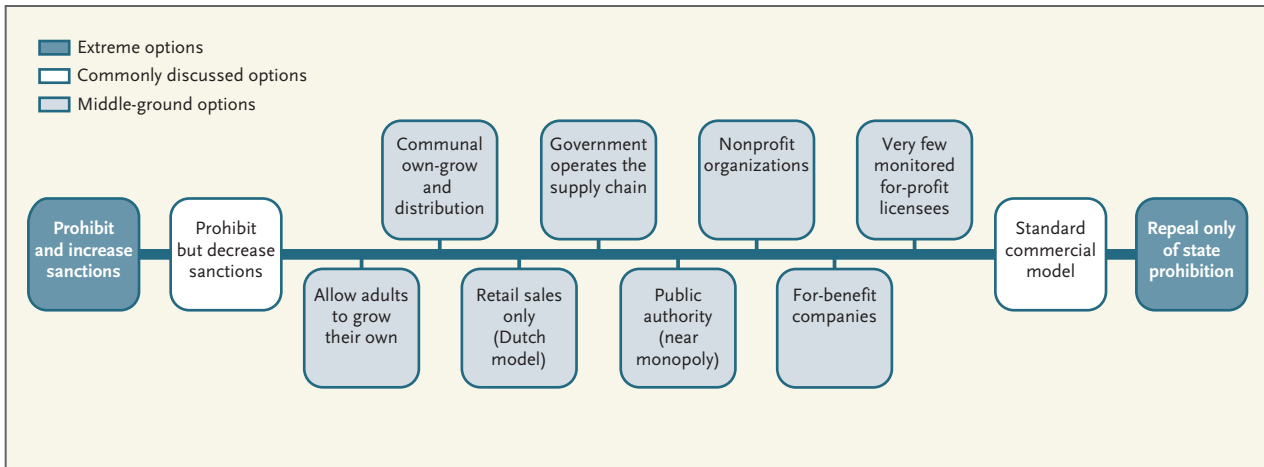 Extreme options
Commonly discussed options
Middle-ground options
Communal
own-grow
and
distribution
Government
operates the
supply chain
Nonprofit
organizations
Very few
monitored
for-profit
licensees
Prohibit
and increase
sanctions
Prohibit
but decrease
sanctions
Standard
commercial
model
Repeal only
of state
prohibition
Allow adults
to grow
their own
Retail sales
only
(Dutch
model)
Public
authority
(near
monopoly)
For-benefit
companies